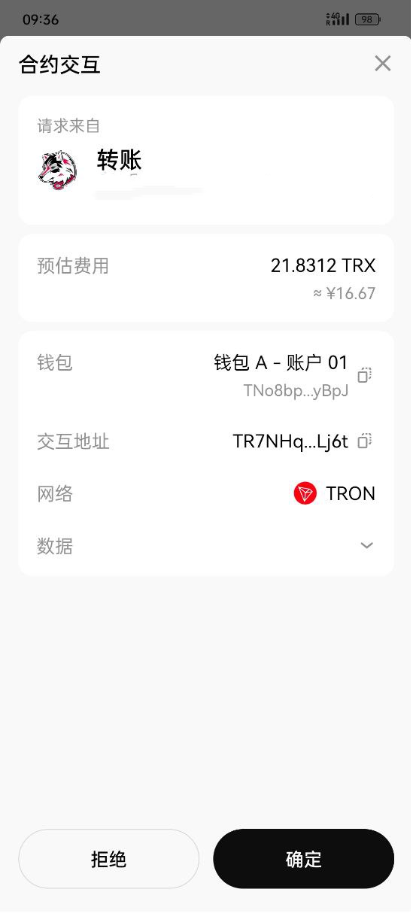 09:36
98
合约交互
请求来自
转账
预估费用
21.8312 TRX
≈ ¥16.67
钱包
钱包 A - 账户 01
TNo8bp...yBpJ
交互地址
TR7NHq...Lj6t
网络
TRON
数据
拒绝
确定